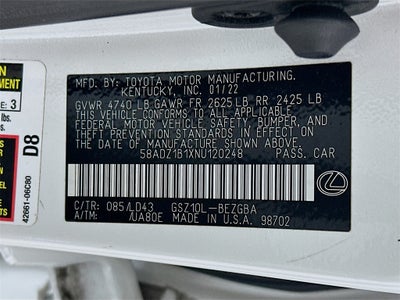 MFD. BY: TOYOTA MOTOR MANUFACTURING.
KENTUCKY, INC. 01/22
GVWR 4740 LB GAWR FR 2625 LB RR 2425 LB
THIS VEHICLE CONFORMS TO ALL APPLICABLE
FEDERAL MOTOR VEHICLE SAFETY, BUMPER, AND
THEFT PREVENTION STANDARDS IN EFFECT ON THE
DATE OF MANUFACTURE SHOWN ABOVE.
58ADZ1B1XNU120248 PASS. CAR
C/TR: 085/LD43 GSZ10L-BEZGBA
A/TM: /UA80E MADE IN U.S.A. 98702
42661-06C80
D8
3
lbs.